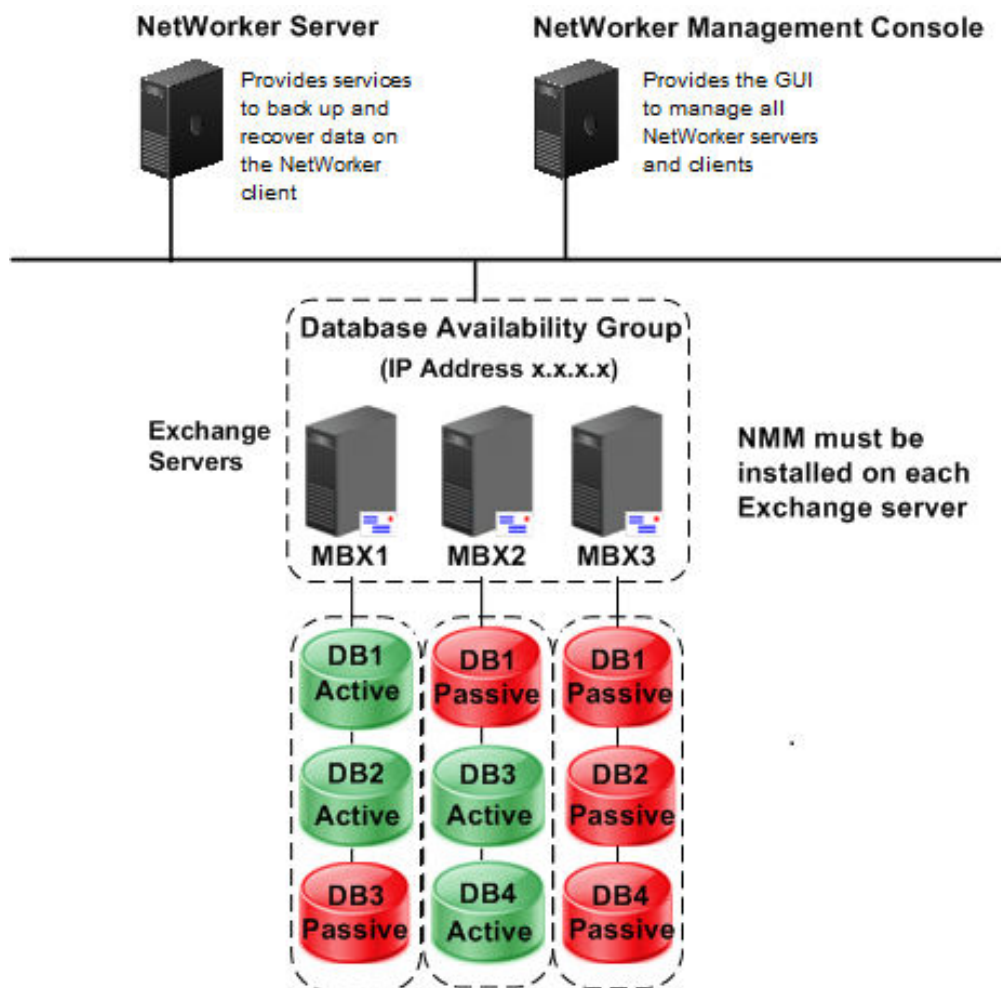 NetWorker Server
Provides services
to back up and
recover data on
the NetWorker
client
NetWorker Management Console
Provides the GUI
to manage all
NetWorker servers
and clients
Database Availability Group
(IP Address x.x.x.x)
Exchange
Servers
MBX1
MBX2
MBX3
NMM must be
installed on each
Exchange server
DB1
Active
DB2
Active
DB3
Passive
DB1
Passive
DB3
Active
DB4
Active
DB1
Passive
DB2
Passive
DB4
Passive